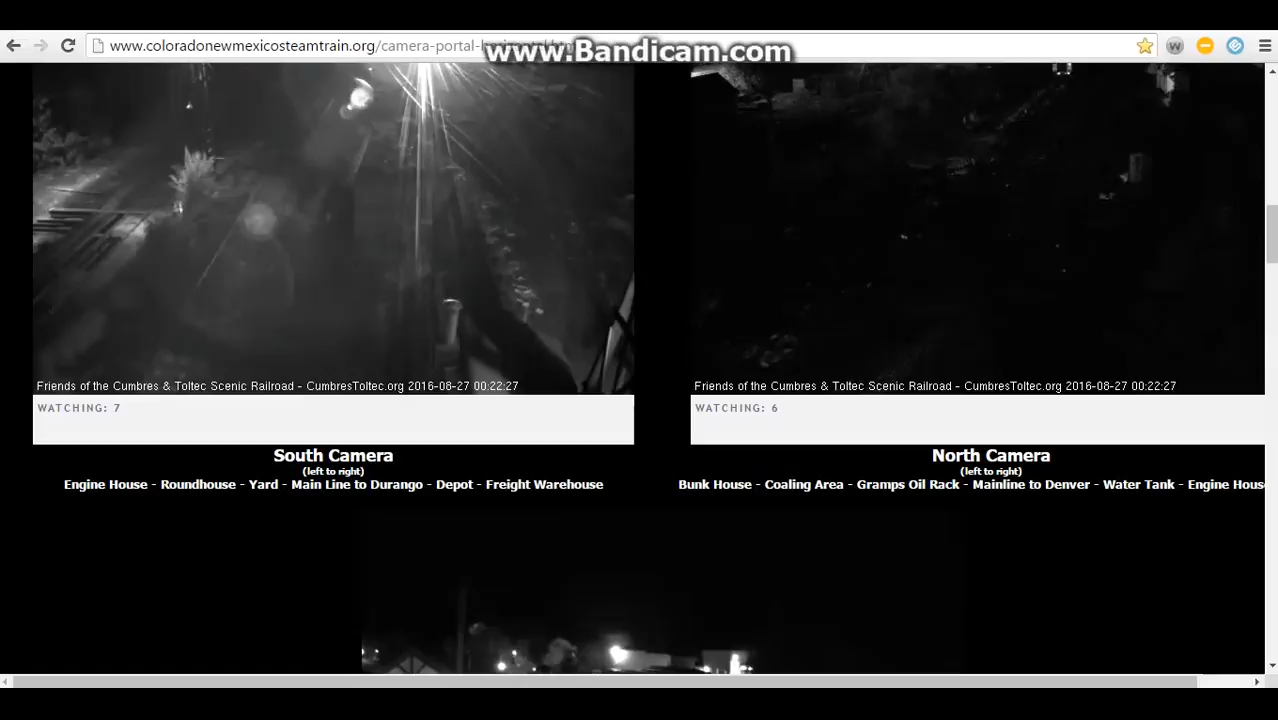 www.Bandicam.com
www.coloradonewmexicosteamtrain.org/camera-portal-
Friends of the Cumbres & Toltec Scenic Railroad - CumbresToltec.org 2016-08-27 00:22:27
WATCHING: 7
South Camera
(left to right)
Engine House - Roundhouse - Yard - Main Line to Durango - Depot - Freight Warehouse
Friends of the Cumbres & Toltec Scenic Railroad - CumbresToltec.org 2016-08-27 00:22:27
WATCHING: 6
North Camera
(left to right)
Bunk House - Coaling Area - Gramps Oil Rack - Mainline to Denver - Water Tank - Engine Hous